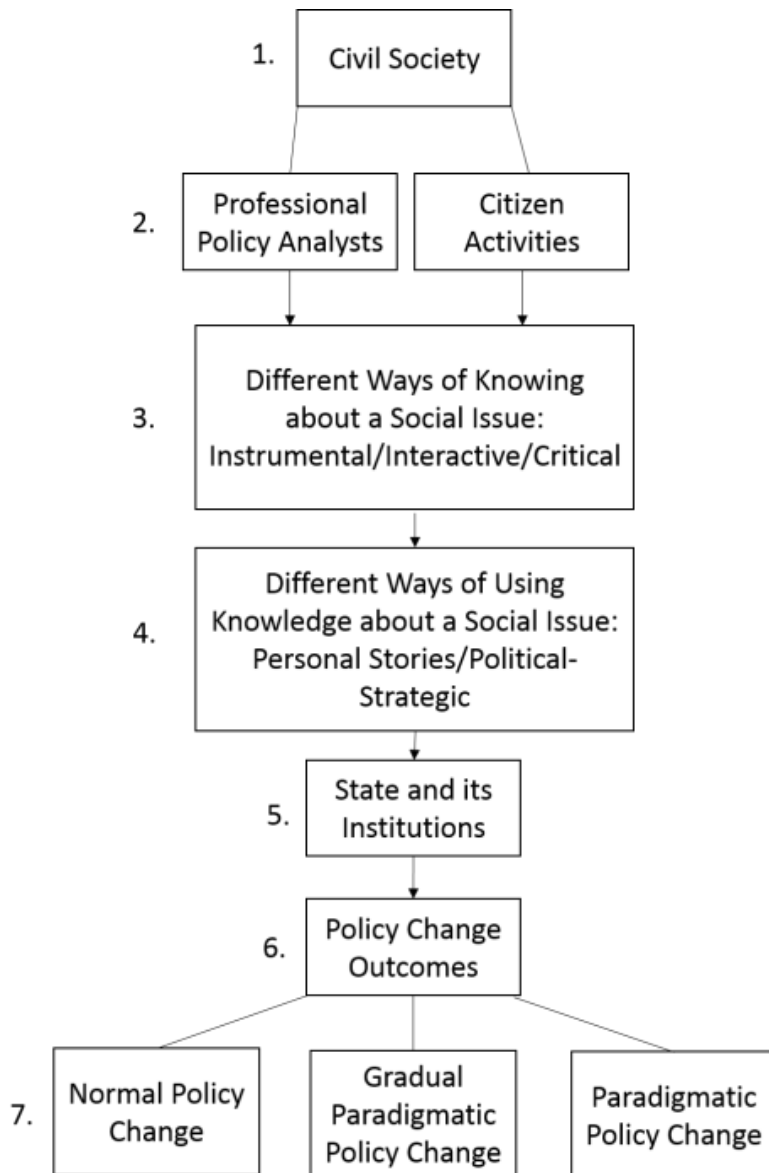 1.
Civil Society
2.
Professional
Policy Analysts
Citizen
Activities
3.
Different Ways of Knowing
about a Social Issue:
Instrumental/Interactive/Critical
4.
Different Ways of Using
Knowledge about a Social Issue:
Personal Stories/Political-
Strategic
5.
State and its
Institutions
6.
Policy Change
Outcomes
7.
Normal Policy
Change
Gradual
Paradigmatic
Policy Change
Paradigmatic
Policy Change